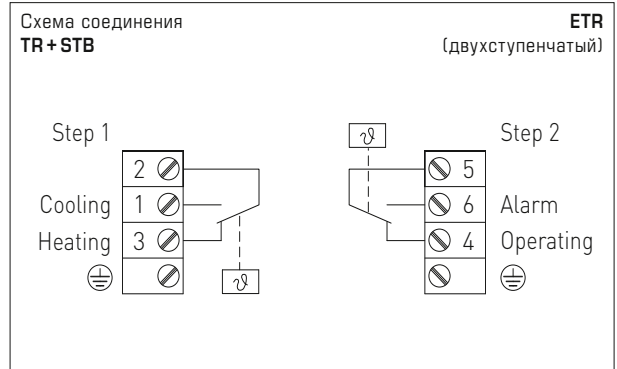 Схема соединения
TR+STB
ETR
(двухступенчатый)
Step 1
2
Cooling 1
Heating 3
ϑ
ϑ
Step 2
5
6 Alarm
4 Operating